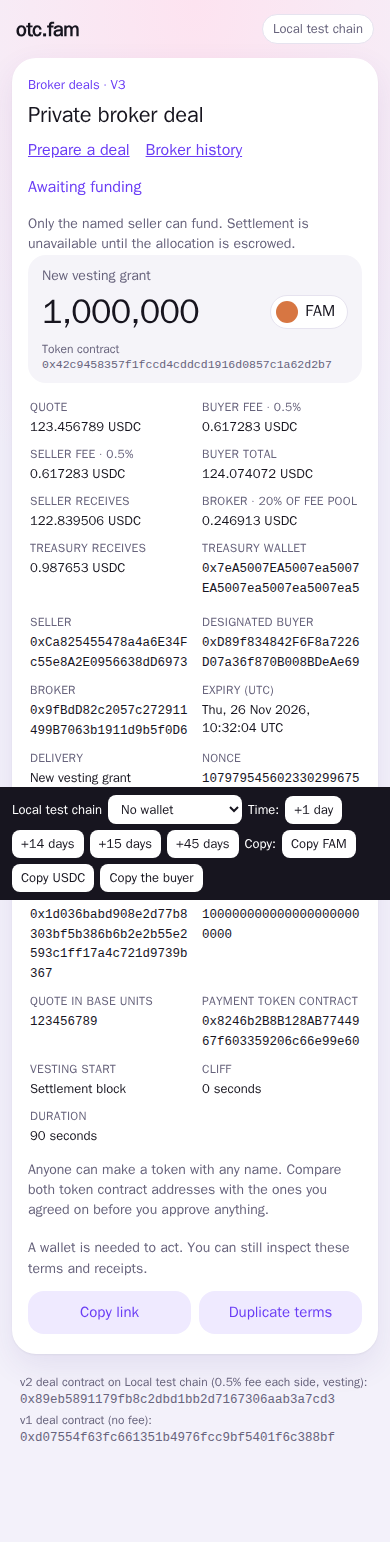 otc.fam
Local test chain
Broker deals · V3
Private broker deal
Prepare a deal Broker history
Awaiting funding
Only the named seller can fund. Settlement is
unavailable until the allocation is escrowed.
New vesting grant
1,000,000
FAM
Token contract
0x42c9458357f1fccd4cddcd1916d0857c1a62d2b7
QUOTE
123.456789 USDC
BUYER FEE · 0.5%
0.617283 USDC
SELLER FEE · 0.5%
0.617283 USDC
BUYER TOTAL
124.074072 USDC
SELLER RECEIVES
122.839506 USDC
BROKER · 20% OF FEE POOL
0.246913 USDC
TREASURY RECEIVES
0.987653 USDC
TREASURY WALLET
0x7eA5007EA5007ea5007
EA5007ea5007ea5007ea5
SELLER
0xCa825455478a4a6E34F
c55e8A2E0956638dD6973
BUYER
DESIGNATED BUYER
0xD89f834842F6F8a7226
D07a36f870B008BDeAe69
BROKER
0x9fBdD82c2057c272911
499B7063b1911d9b5f0D6
EXPIRY (UTC)
Thu, 26 Nov 2026,
10:32:04 UTC
DELIVERY
New vesting grant
NONCE
107979545602330299675
Local test chain No wallet Time: +1 day
+14 days +15 days +45 days Copy: Copy FAM
Copy USDC Copy the buyer
0x1d036babd908e2d77b8
303bf5b386b6b2e2b55e2
593c1ff17a4c721d9739b
367
100000000000000000000
0000
QUOTE IN BASE UNITS
123456789
PAYMENT TOKEN CONTRACT
0x8246b2B8B128AB77449
67f603359206c66e99e60
VESTING START
Settlement block
CLIFF
0 seconds
DURATION
90 seconds
Anyone can make a token with any name. Compare
both token contract addresses with the ones you
agreed on before you approve anything.
A wallet is needed to act. You can still inspect these
terms and receipts.
Copy link
Duplicate terms
v2 deal contract on Local test chain (0.5% fee each side, vesting):
0x89eb5891179fb8c2dbd1bb2d7167306aab3a7cd3
v1 deal contract (no fee):
0xd07554f63fc661351b4976fcc9bf5401f6c388bf